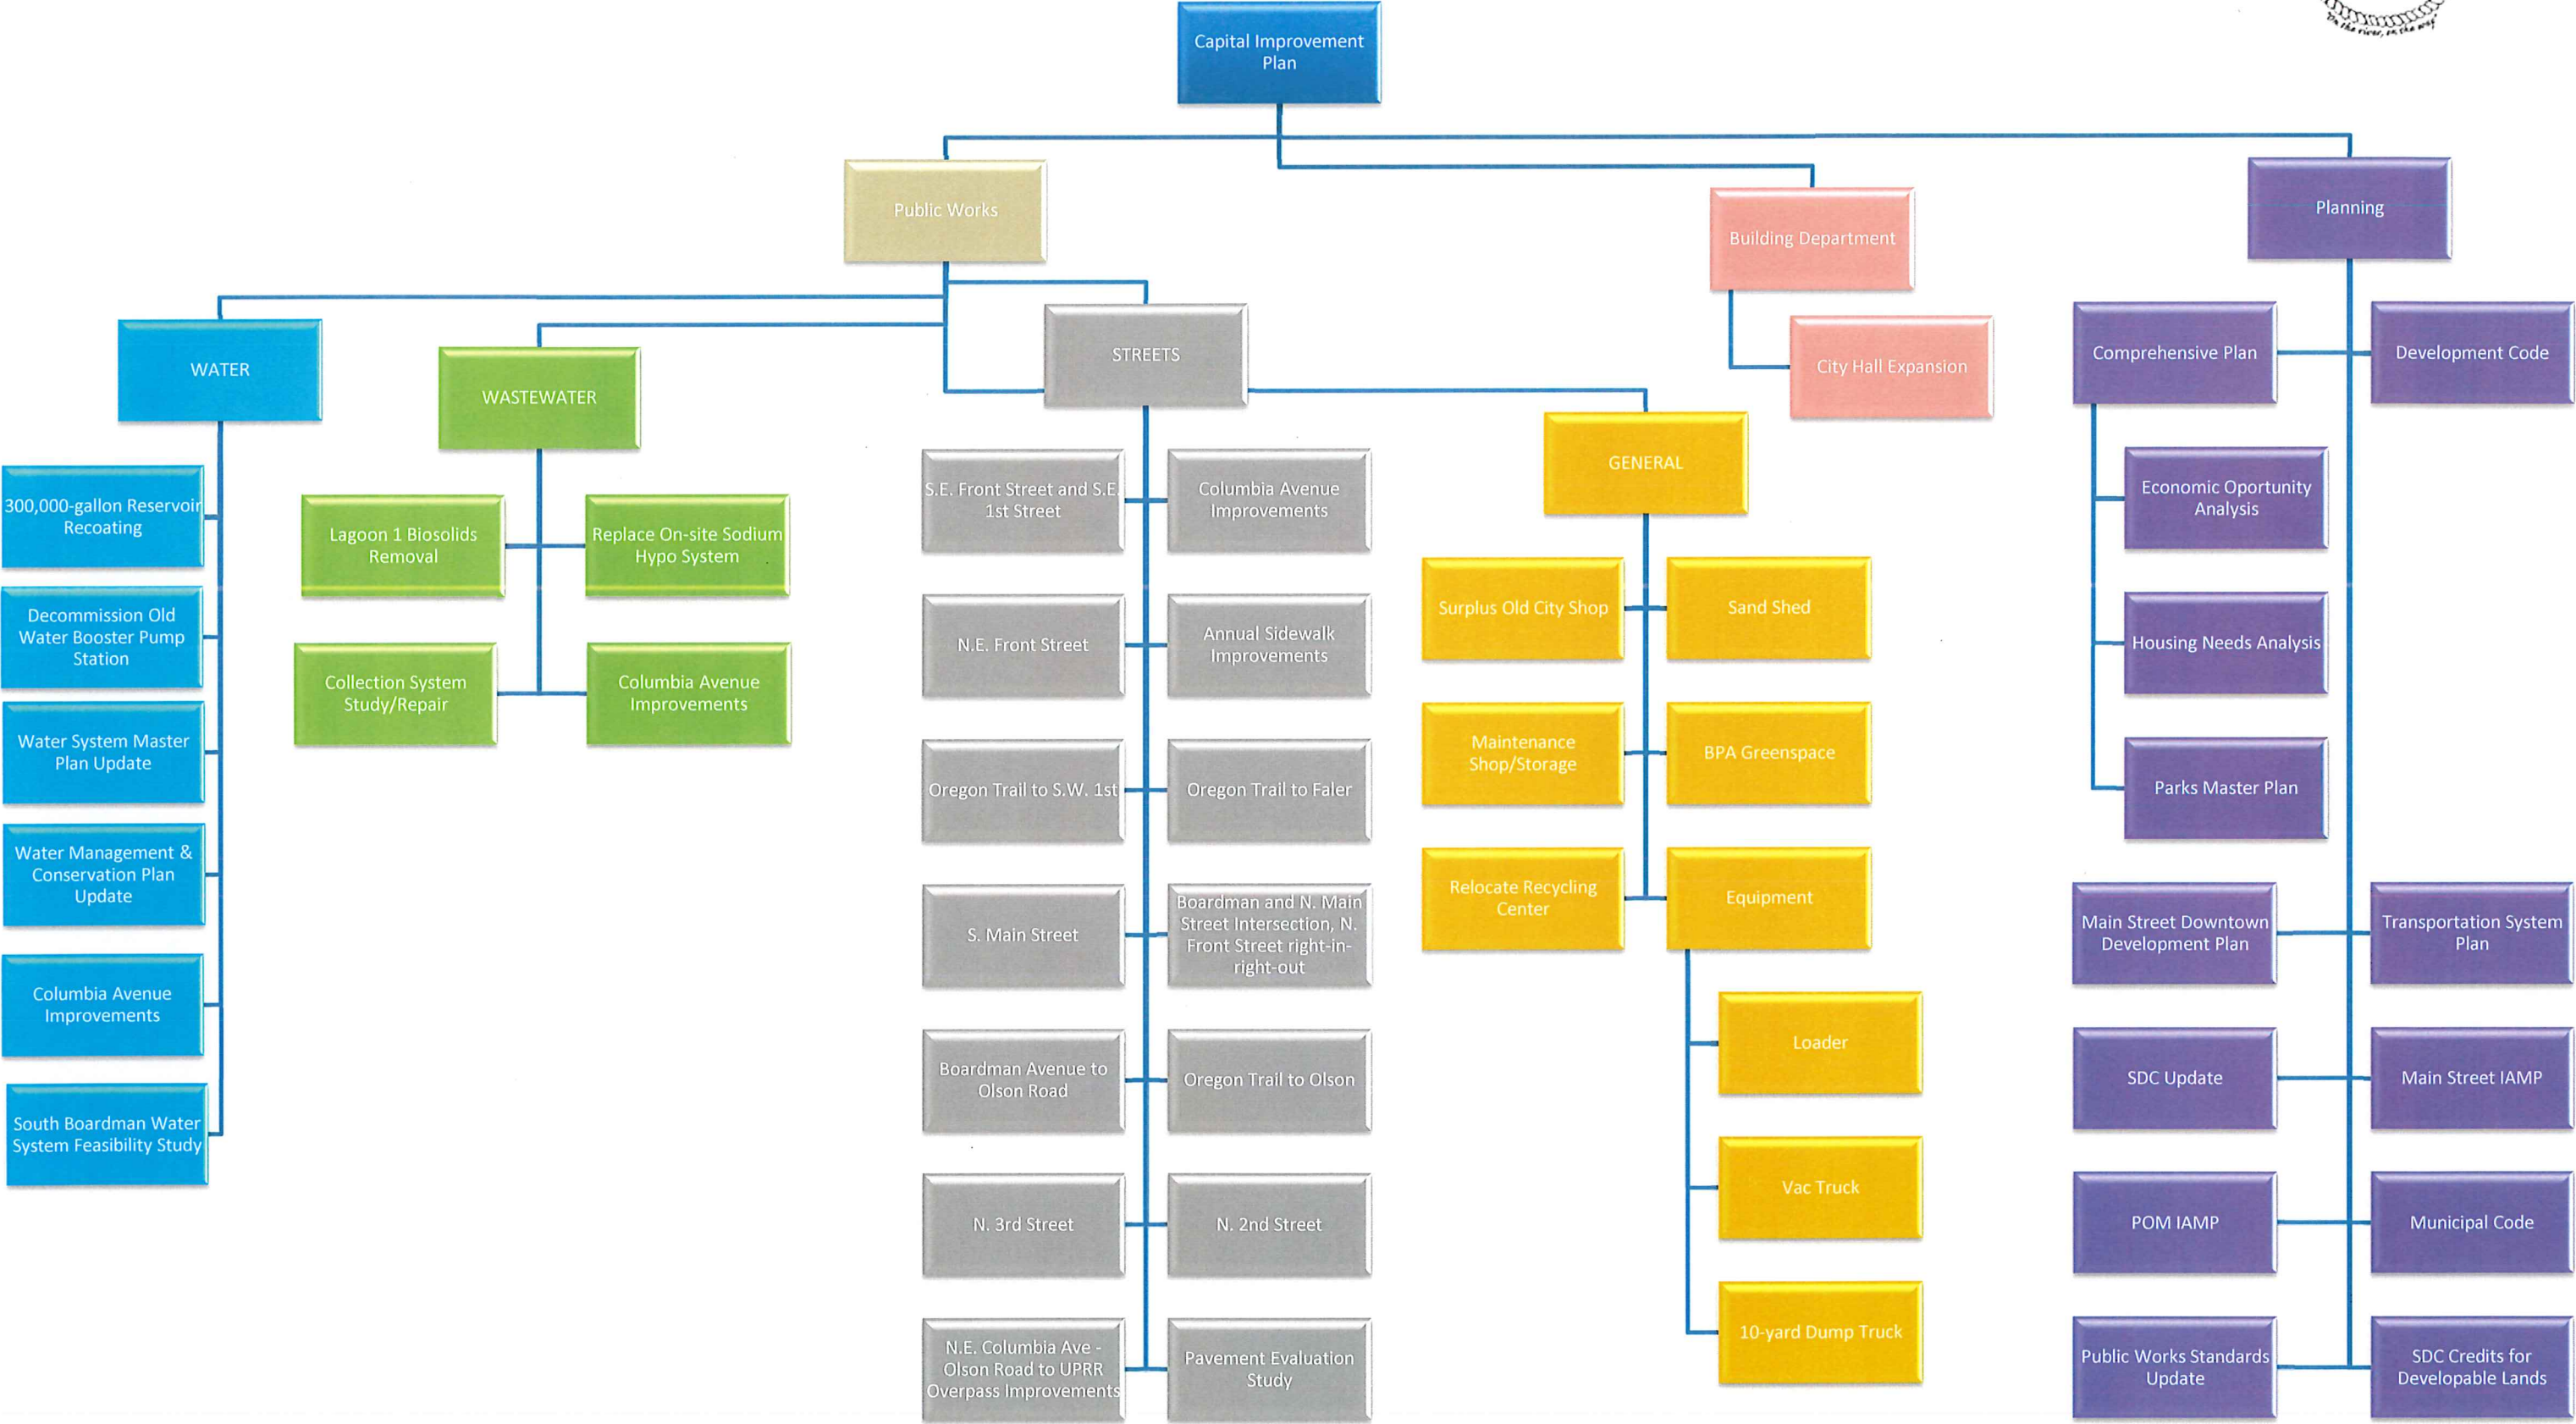 "On the river, on the way"
Capital Improvement
Plan
Public Works
Building Department
City Hall Expansion
Planning
WATER
300,000-gallon Reservoir
Recoating
Decommission Old
Water Booster Pump
Station
Water System Master
Plan Update
Water Management &
Conservation Plan
Update
Columbia Avenue
Improvements
South Boardman Water
System Feasibility Study
WASTEWATER
Lagoon 1 Biosolids
Removal
Replace On-site Sodium
Hypo System
Collection System
Study/Repair
Columbia Avenue
Improvements
STREETS
S.E. Front Street and S.E.
1st Street
Columbia Avenue
Improvements
N.E. Front Street
Annual Sidewalk
Improvements
Oregon Trail to S.W. 1st
Oregon Trail to Faler
S. Main Street
Boardman and N. Main
Street Intersection, N.
Front Street right-in-
right-out
Boardman Avenue to
Olson Road
Oregon Trail to Olson
N. 3rd Street
N. 2nd Street
N.E. Columbia Ave -
Olson Road to UPRR
Overpass Improvements
Pavement Evaluation
Study
GENERAL
Surplus Old City Shop
Sand Shed
Maintenance
Shop/Storage
BPA Greenspace
Relocate Recycling
Center
Equipment
Loader
Vac Truck
10-yard Dump Truck
Comprehensive Plan
Development Code
Economic Oportunity
Analysis
Housing Needs Analysis
Parks Master Plan
Main Street Downtown
Development Plan
Transportation System
Plan
SDC Update
Main Street IAMP
POM IAMP
Municipal Code
Public Works Standards
Update
SDC Credits for
Developable Lands